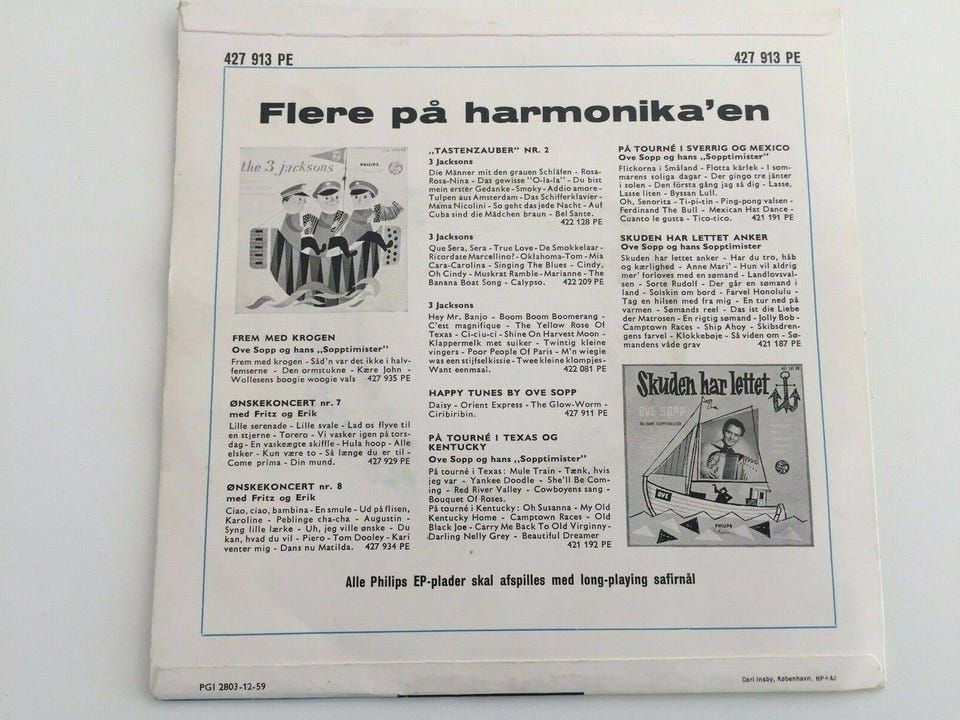 427 913 PE
427 913 PE
Flere på harmonika'en
the 3 jacksons
PHILIPS
FREM MED KROGEN
Ove Sopp og hans „Sopptimister”
Frem med krogen - Såd'n var det ikke i halv-
femserne - Den ormstukne - Kære John -
Wollesens boogie woogie vals 427 935 PE
ØNSKEKONCERT nr. 7
med Fritz og Erik
Lille serenade - Lille svale - Lad os flyve til
en stjerne - Torero - Vi vasker igen på tors-
dag - En vaskeægte skiffle - Hula hoop - Alle
elsker - Kun være to - Så længe du er til -
Come prima - Din mund. 427 929 PE
ØNSKEKONCERT nr. 8
med Fritz og Erik
Ciao, ciao, bambina - En smule - Ud på flisen,
Karoline - Peblinge cha-cha - Augustin -
Syng lille lærke - Uh, jeg ville ønske - Du
kan, hvad du vil - Piero - Tom Dooley - Kari
venter mig - Dans nu Matilda. 427 934 PE
„TASTENZAUBER” NR. 2
3 Jacksons
Die Männer mit den grauen Schläfen - Rosa-
Rosa-Nina - Das gewisse "O-la-la" - Du bist
mein erster Gedanke - Smoky - Addio amore -
Tulpen aus Amsterdam - Das Schifferklavier -
Mama Nicolini - So geht das jede Nacht - Auf
Cuba sind die Mädchen braun - Bel Sante.
422 128 PE
3 Jacksons
Que Sera, Sera - True Love - De Smokkelaar -
Ricordate Marcellino? - Oklahoma-Tom - Mia
Cara-Carolina - Singing The Blues - Cindy,
Oh Cindy - Muskrat Ramble - Marianne - The
Banana Boat Song - Calypso. 422 209 PE
3 Jacksons
Hey Mr. Banjo - Boom Boom Boomerang -
C'est magnifique - The Yellow Rose Of
Texas - Ci-ciu-ci - Shine On Harvest Moon -
Klappermelk met suiker - Twintig kleine
vingers - Poor People Of Paris - M'n wiegie
was een stijfselkissie - Twee kleine klompjes -
Want eenmaal. 422 081 PE
HAPPY TUNES BY OVE SOPP
Daisy - Orient Express - The Glow-Worm -
Ciribiribin. 427 911 PE
PÅ TOURNÉ I TEXAS OG
KENTUCKY
Ove Sopp og hans „Sopptimister”
På tourné i Texas: Mule Train - Tænk, hvis
jeg var - Yankee Doodle - She'll Be Com-
ing - Red River Valley - Cowboyens sang -
Bouquet Of Roses.
På tourné i Kentucky: Oh Susanna - My Old
Kentucky Home - Camptown Races - Old
Black Joe - Carry Me Back To Old Virginny -
Darling Nelly Grey - Beautiful Dreamer
421 192 PE
PÅ TOURNÉ I SVERRIG OG MEXICO
Ove Sopp og hans „Sopptimister”
Flickorna i Småland - Flotta kärlek - I som-
marens soliga dagar - Der gingo tre jänter
i solen - Den första gång jag så dig - Lasse,
Lasse liten - Byssan Lull.
Oh, Senorita - Ti-pi-tin - Ping-pong valsen -
Ferdinand The Bull - Mexican Hat Dance -
Cuanto le gusta - Tico-tico. 421 191 PE
SKUDEN HAR LETTET ANKER
Ove Sopp og hans Sopptimister
Skuden har lettet anker - Har du tro, håb
og kærlighed - Anne Mari' - Hun vil aldrig
mer' forloves med en sømand - Landlovsval-
sen - Sorte Rudolf - Der går en sømand i
land - Solskin om bord - Farvel Honolulu -
Tag en hilsen med fra mig - En tur ned på
varmen - Sømands reel - Das ist die Liebe
der Matrosen - En rigtig sømand - Jolly Bob -
Camptown Races - Ship Ahoy - Skibsdren-
gens farvel - Klokkebøje - Så viden om - Sø-
mandens våde grav 421 187 PE
Skuden har lettet
OVE SOPP
OVE
PHILIPS
Alle Philips EP-plader skal afspilles med long-playing safirnål
PGI 2803-12-59
Carl Insby, København. HP+AJ